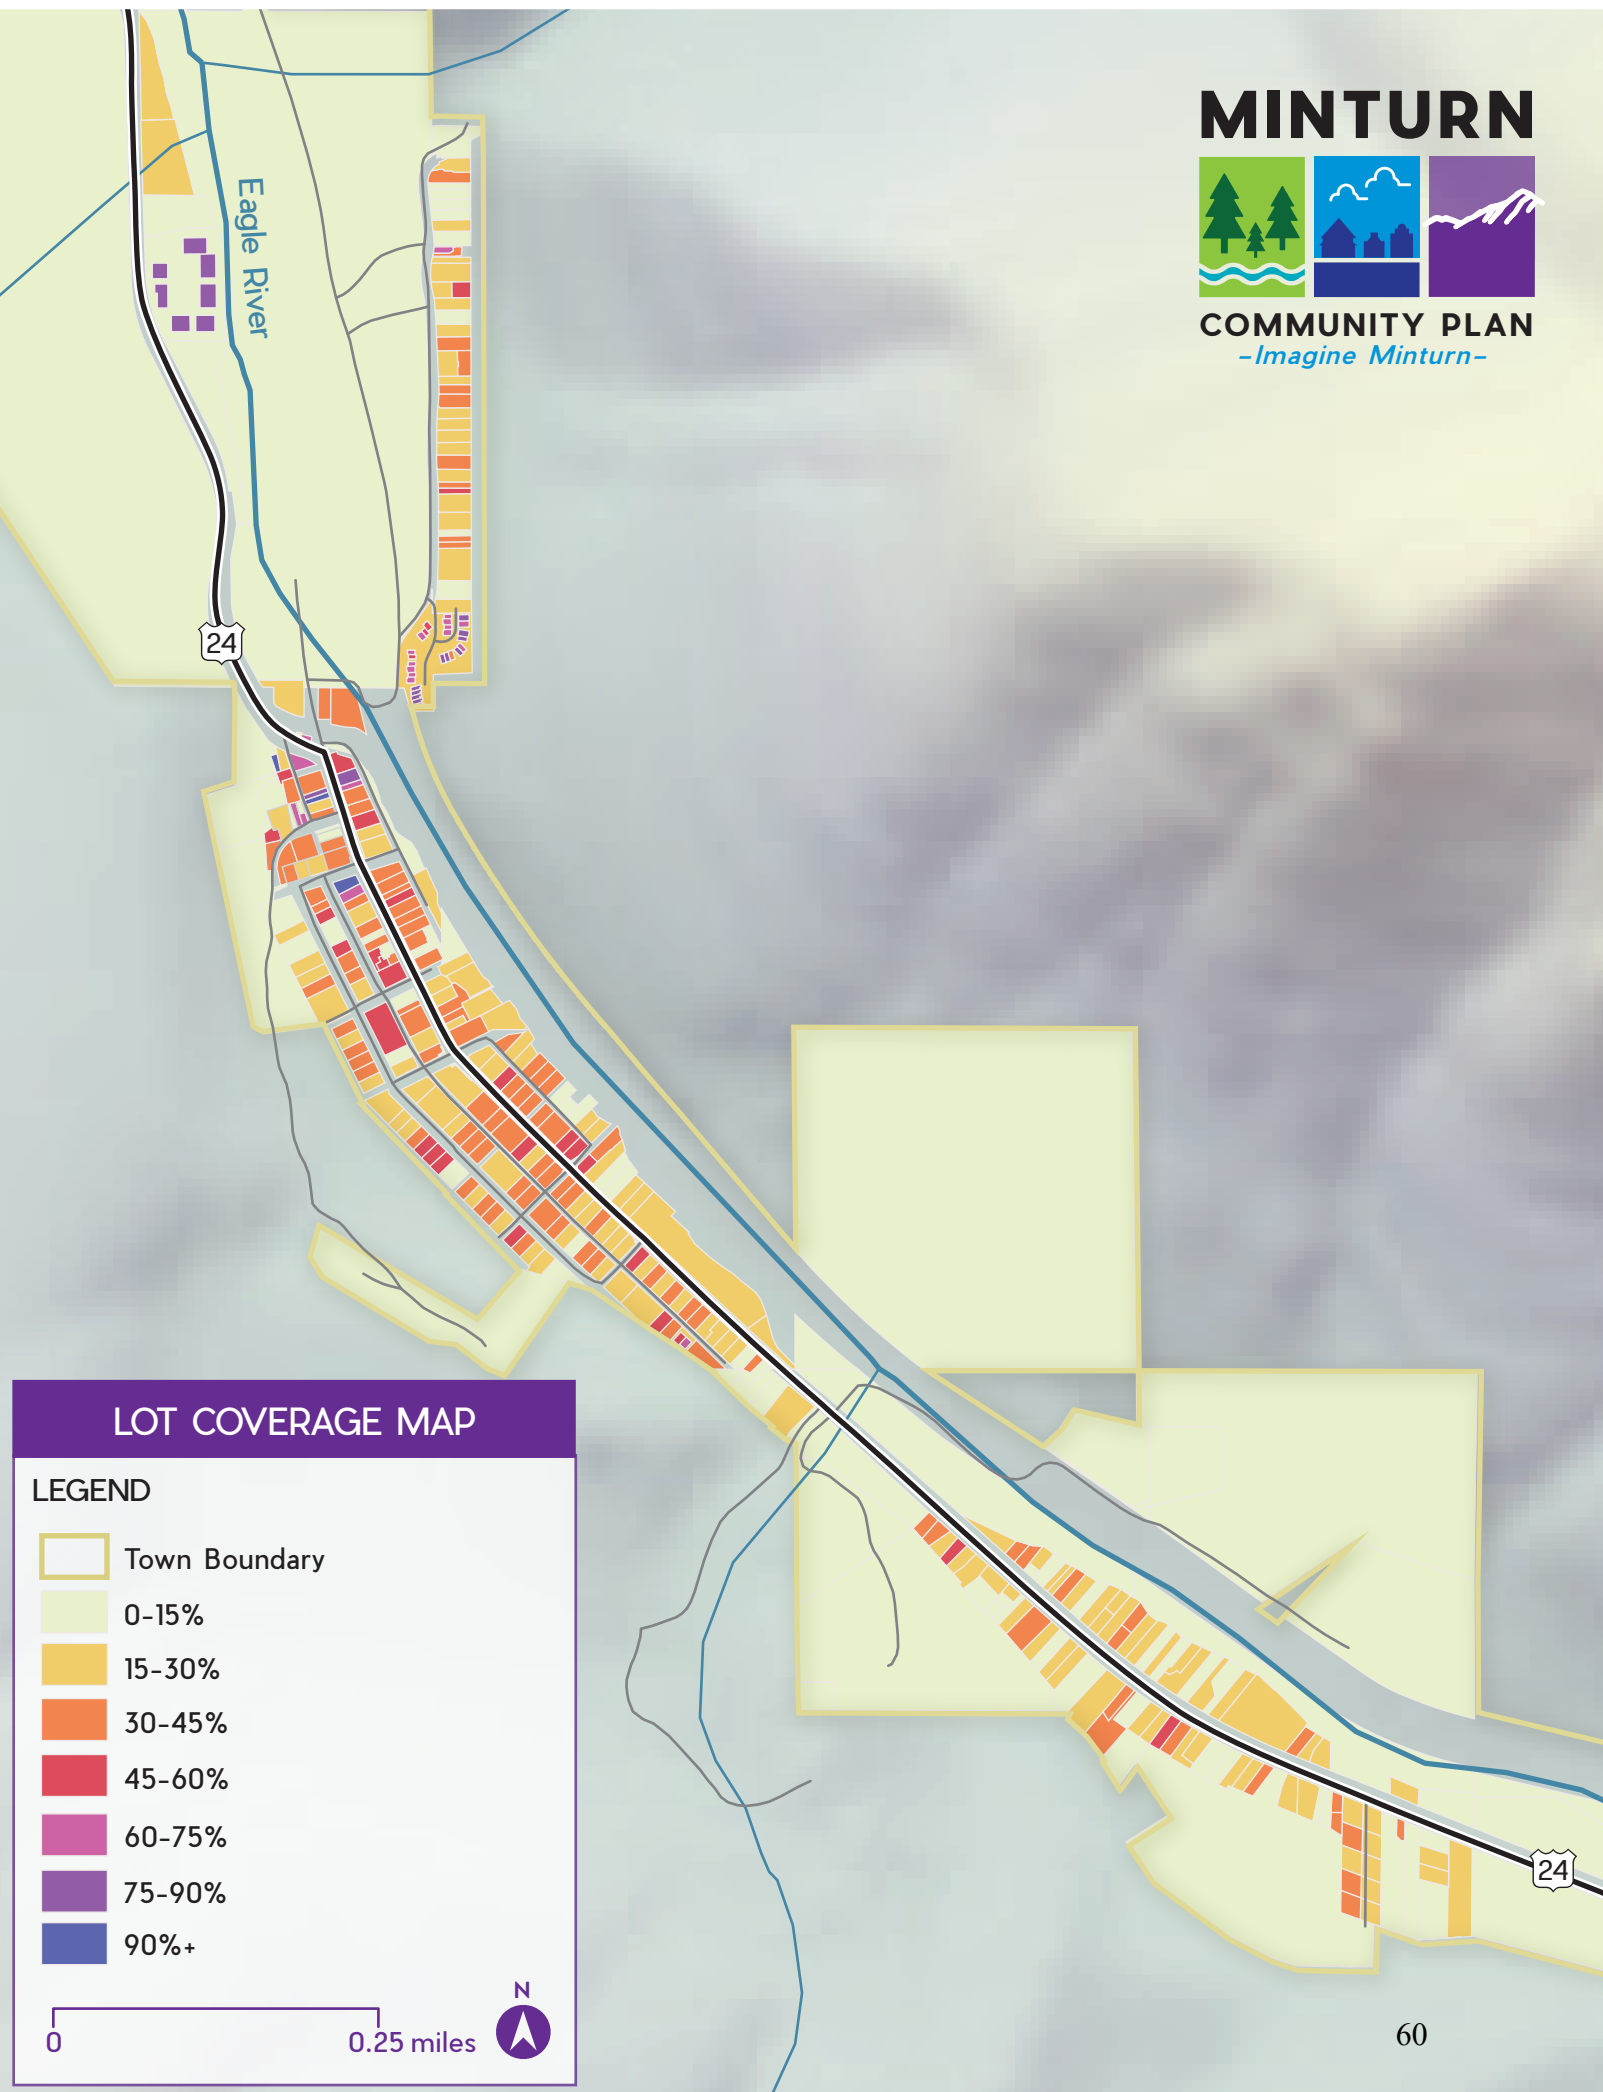 MINTURN
COMMUNITY PLAN
-Imagine Minturn-
Eagle River
24
LOT COVERAGE MAP
LEGEND
Town Boundary
0-15%
15-30%
30-45%
45-60%
60-75%
75-90%
90%+
N
0
0.25 miles
24
60